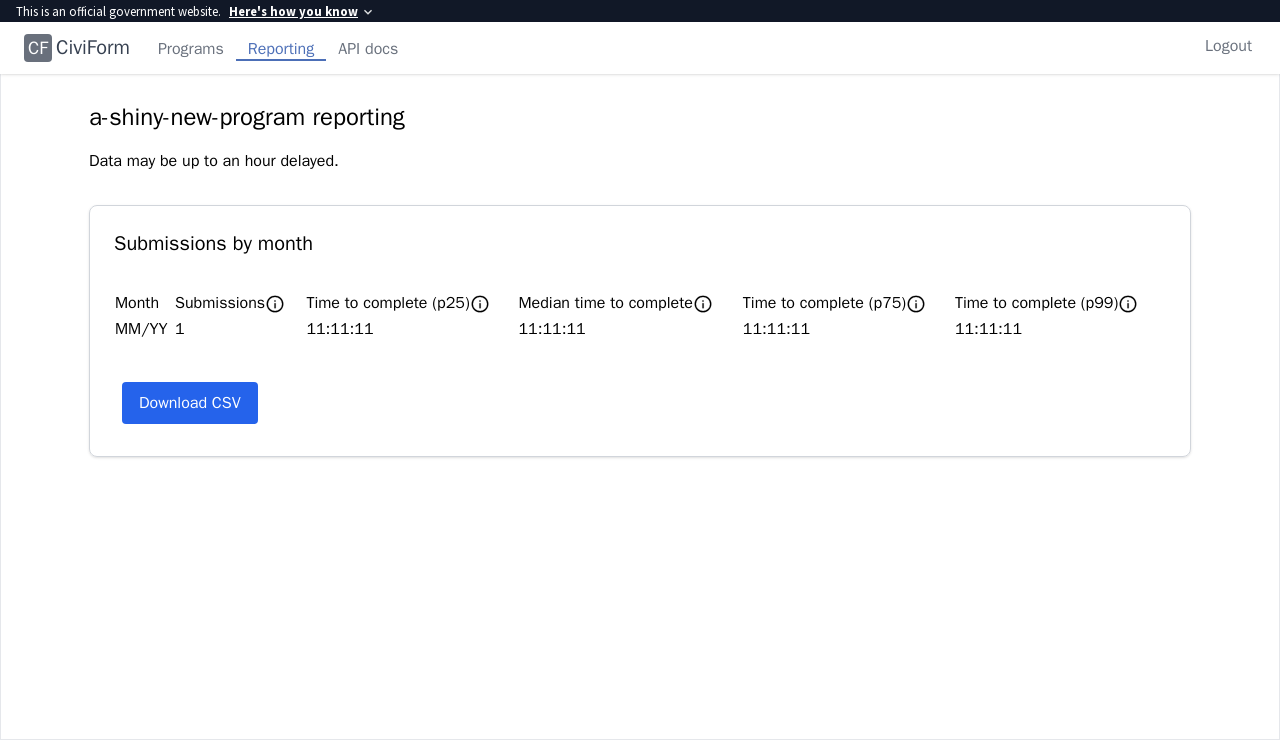 This is an official government website. Here's how you know
CF CiviForm Programs Reporting API docs Logout
a-shiny-new-program reporting
Data may be up to an hour delayed.
Submissions by month
Month Submissions Time to complete (p25) Median time to complete Time to complete (p75) Time to complete (p99)
MM/YY 1 11:11:11 11:11:11 11:11:11 11:11:11
Download CSV